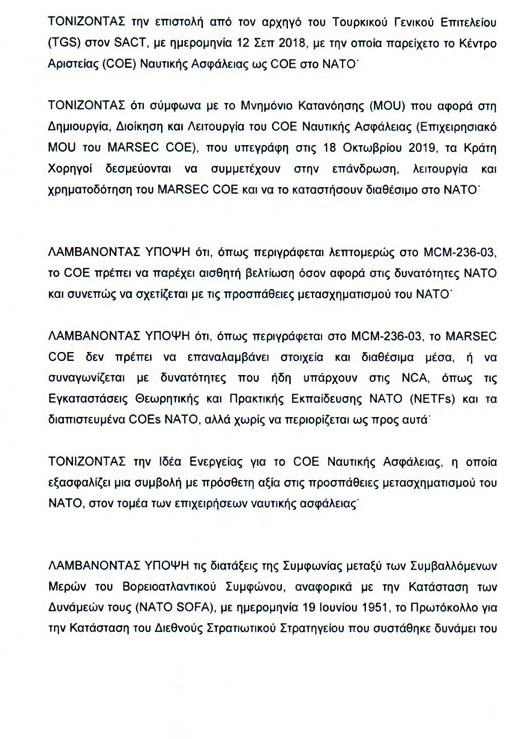 ΤΟΝΙΖΟΝΤΑΣ την επιστολή από τον αρχηγό του Τουρκικού Γενικού Επιτελείου
(TGS) στον SACT, με ημερομηνία 12 Σεπ 2018, με την οποία παρείχετο το Κέντρο
Αριστείας (COE) Ναυτικής Ασφάλειας ως COE στο ΝΑΤΟ˙
ΤΟΝΙΖΟΝΤΑΣ ότι σύμφωνα με το Μνημόνιο Κατανόησης (MOU) που αφορά στη
Δημιουργία, Διοίκηση και Λειτουργία του COE Ναυτικής Ασφάλειας (Επιχειρησιακό
MOU του MARSEC COE), που υπεγράφη στις 18 Οκτωβρίου 2019, τα Κράτη
Χορηγοί δεσμεύονται να συμμετέχουν στην επάνδρωση, λειτουργία και
χρηματοδότηση του MARSEC COE και να το καταστήσουν διαθέσιμο στο ΝΑΤΟ˙
ΛΑΜΒΑΝΟΝΤΑΣ ΥΠΟΨΗ ότι, όπως περιγράφεται λεπτομερώς στο MCM-236-03,
το COE πρέπει να παρέχει αισθητή βελτίωση όσον αφορά στις δυνατότητες ΝΑΤΟ
και συνεπώς να σχετίζεται με τις προσπάθειες μετασχηματισμού του ΝΑΤΟ˙
ΛΑΜΒΑΝΟΝΤΑΣ ΥΠΟΨΗ ότι, όπως περιγράφεται στο MCM-236-03, το MARSEC
COE δεν πρέπει να επαναλαμβάνει στοιχεία και διαθέσιμα μέσα, ή να
συναγωνίζεται με δυνατότητες που ήδη υπάρχουν στις NCA, όπως τις
Εγκαταστάσεις Θεωρητικής και Πρακτικής Εκπαίδευσης ΝΑΤΟ (NETFs) και τα
διαπιστευμένα COEs ΝΑΤΟ, αλλά χωρίς να περιορίζεται ως προς αυτά˙
ΤΟΝΙΖΟΝΤΑΣ την Ιδέα Ενεργείας για το COE Ναυτικής Ασφάλειας, η οποία
εξασφαλίζει μια συμβολή με πρόσθετη αξία στις προσπάθειες μετασχηματισμού του
ΝΑΤΟ, στον τομέα των επιχειρήσεων ναυτικής ασφάλειας˙
ΛΑΜΒΑΝΟΝΤΑΣ ΥΠΟΨΗ τις διατάξεις της Συμφωνίας μεταξύ των Συμβαλλόμενων
Μερών του Βορειοατλαντικού Συμφώνου, αναφορικά με την Κατάσταση των
Δυνάμεών τους (NATO SOFA), με ημερομηνία 19 Ιουνίου 1951, το Πρωτόκολλο για
την Κατάσταση του Διεθνούς Στρατιωτικού Στρατηγείου που συστάθηκε δυνάμει του